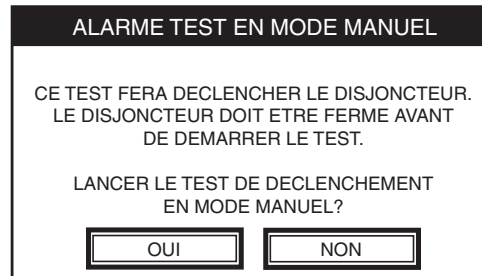 ALARME TEST EN MODE MANUEL
CE TEST FERA DECLENCHER LE DISJONCTEUR.
LE DISJONCTEUR DOIT ETRE FERME AVANT
DE DEMARRER LE TEST.
LANCER LE TEST DE DECLENCHEMENT
EN MODE MANUEL?
OUI
NON